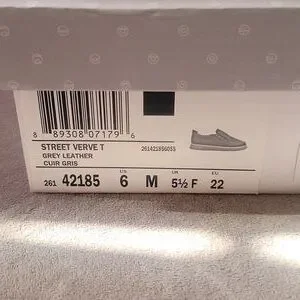 8 89308 07179 6
STREET VERVE T
GREY LEATHER
CUIR GRIS
261421856055
US UK EU
261 42185 6 M 5½ F 22